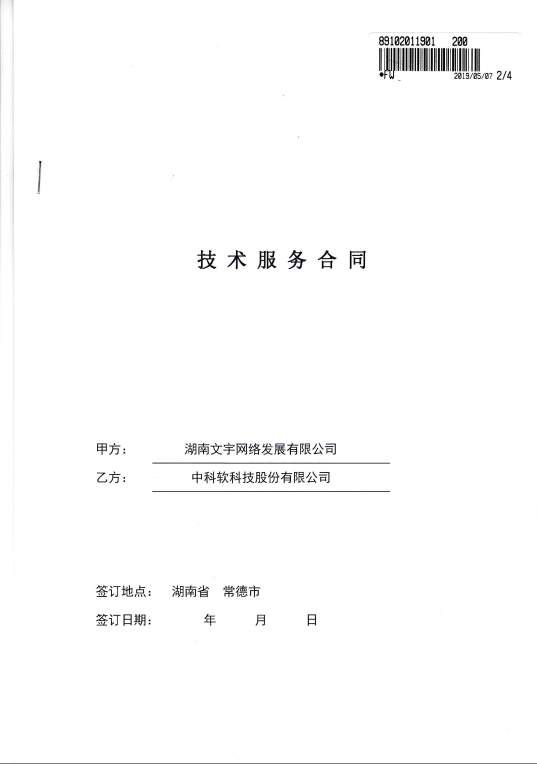 89102011901 200
*FW 2019/05/07 2/4
技术服务合同
甲方： 湖南文宇网络发展有限公司
乙方： 中科软科技股份有限公司
签订地点： 湖南省 常德市
签订日期： 年 月 日